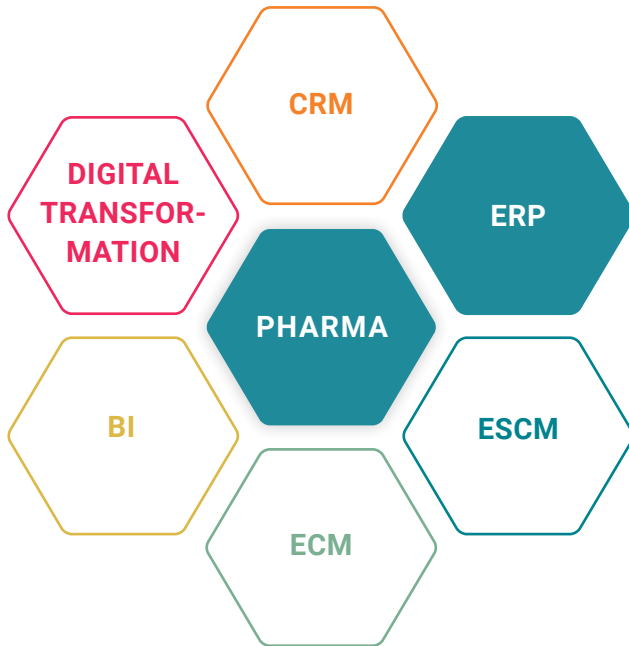 CRM
DIGITAL
TRANSFOR-
MATION
ERP
PHARMA
BI
ESCM
ECM